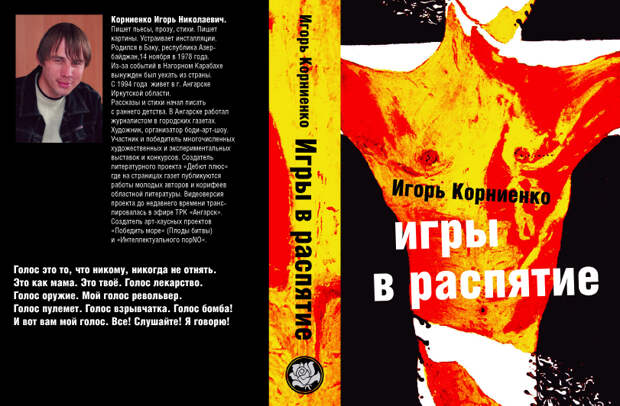 Корниенко Игорь Николаевич.
Пишет пьесы, прозу, стихи. Пишет
картины. Устраивает инсталляции.
Родился в Баку, республика Азер-
байджан,14 ноября в 1978 года.
Из-за событий в Нагорном Карабахе
вынужден был уехать из страны.
С 1994 года живет в г. Ангарске
Иркутской области.
Рассказы и стихи начал писать
с раннего детства. В Ангарске работал
журналистом в городских газетах.
Художник, организатор боди-арт-шоу.
Участник и победитель многочисленных
художественных и экспериментальных
выставок и конкурсов. Создатель
литературного проекта «Дебют плюс»
где на страницах газет публикуются
работы молодых авторов и корифеев
областной литературы. Видеоверсия
проекта до недавнего времени транс-
лировалась в эфире ТРК «Ангарск».
Создатель арт-хаусных проектов
«Победить море» (Плоды битвы)
и «Интеллектуального порNO».
Голос это то, что никому, никогда не отнять.
Это как мама. Это твоё. Голос лекарство.
Голос оружие. Мой голос револьвер.
Голос пулемет. Голос взрывчатка. Голос бомба!
И вот вам мой голос. Все! Слушайте! Я говорю!
Игорь Корниенко Игры в распятие
Игорь Корниенко
игры
в распятие